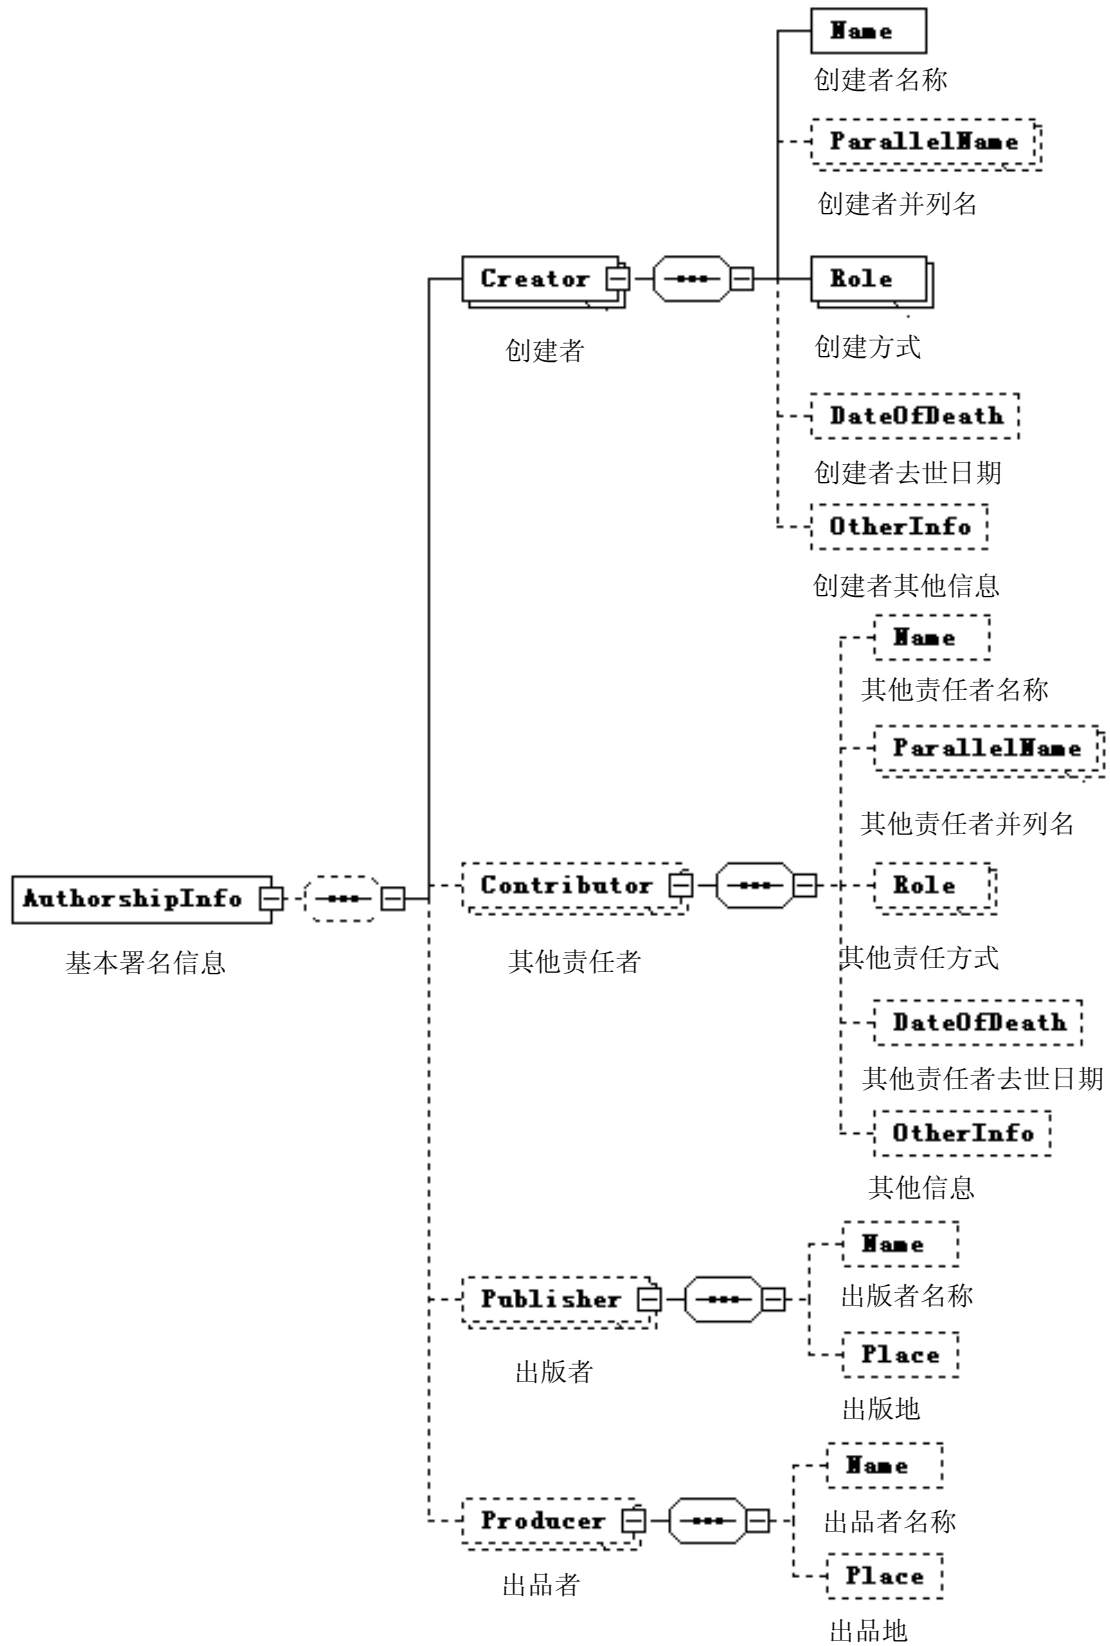 Name
创建者名称
ParallelName
创建者并列名
Creator
创建者
Role
创建方式
DateOfDeath
创建者去世日期
OtherInfo
创建者其他信息
Name
其他责任者名称
ParallelName
其他责任者并列名
AuthorshipInfo
基本署名信息
Contributor
其他责任者
Role
其他责任方式
DateOfDeath
其他责任者去世日期
OtherInfo
其他信息
Publisher
出版者
Name
出版者名称
Place
出版地
Producer
出品者
Name
出品者名称
Place
出品地